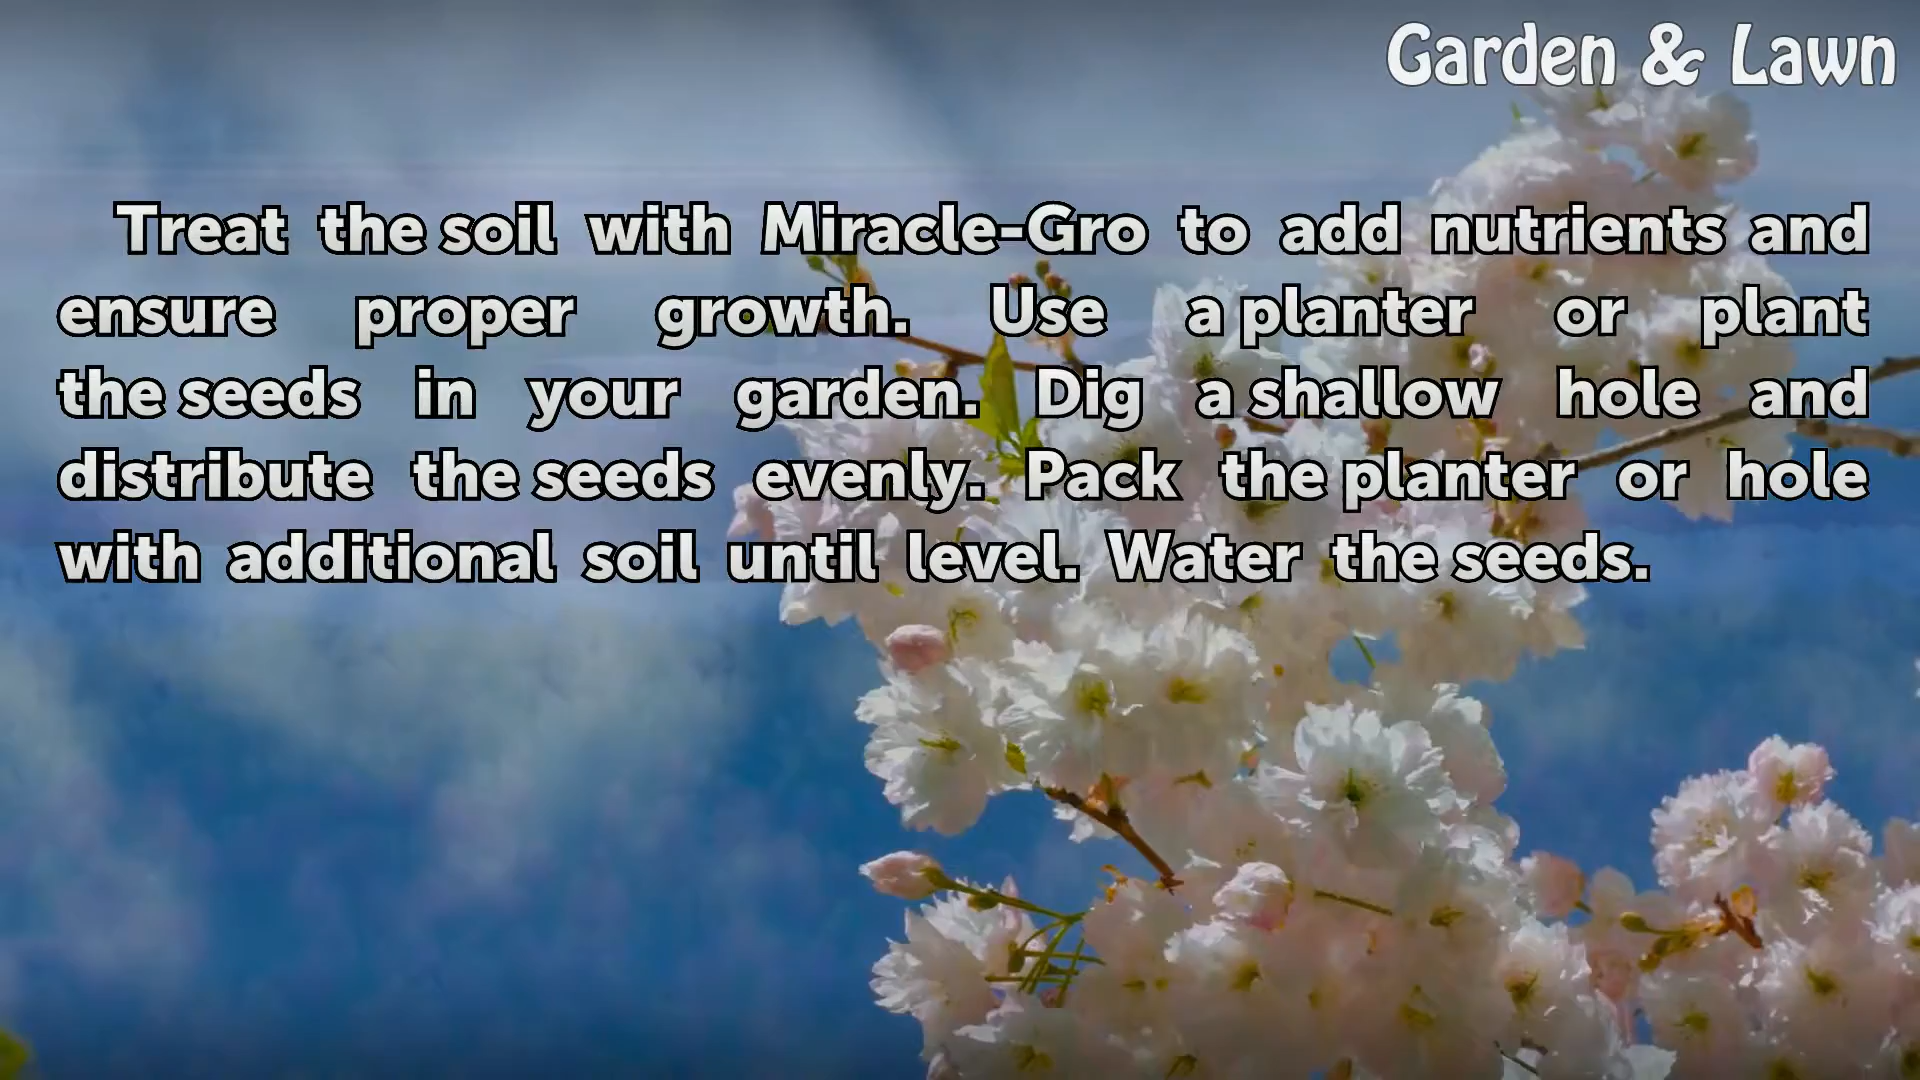 Garden & Lawn
Treat the soil with Miracle-Gro to add nutrients and
ensure proper growth. Use a planter or plant
the seeds in your garden. Dig a shallow hole and
distribute the seeds evenly. Pack the planter or hole
with additional soil until level. Water the seeds.